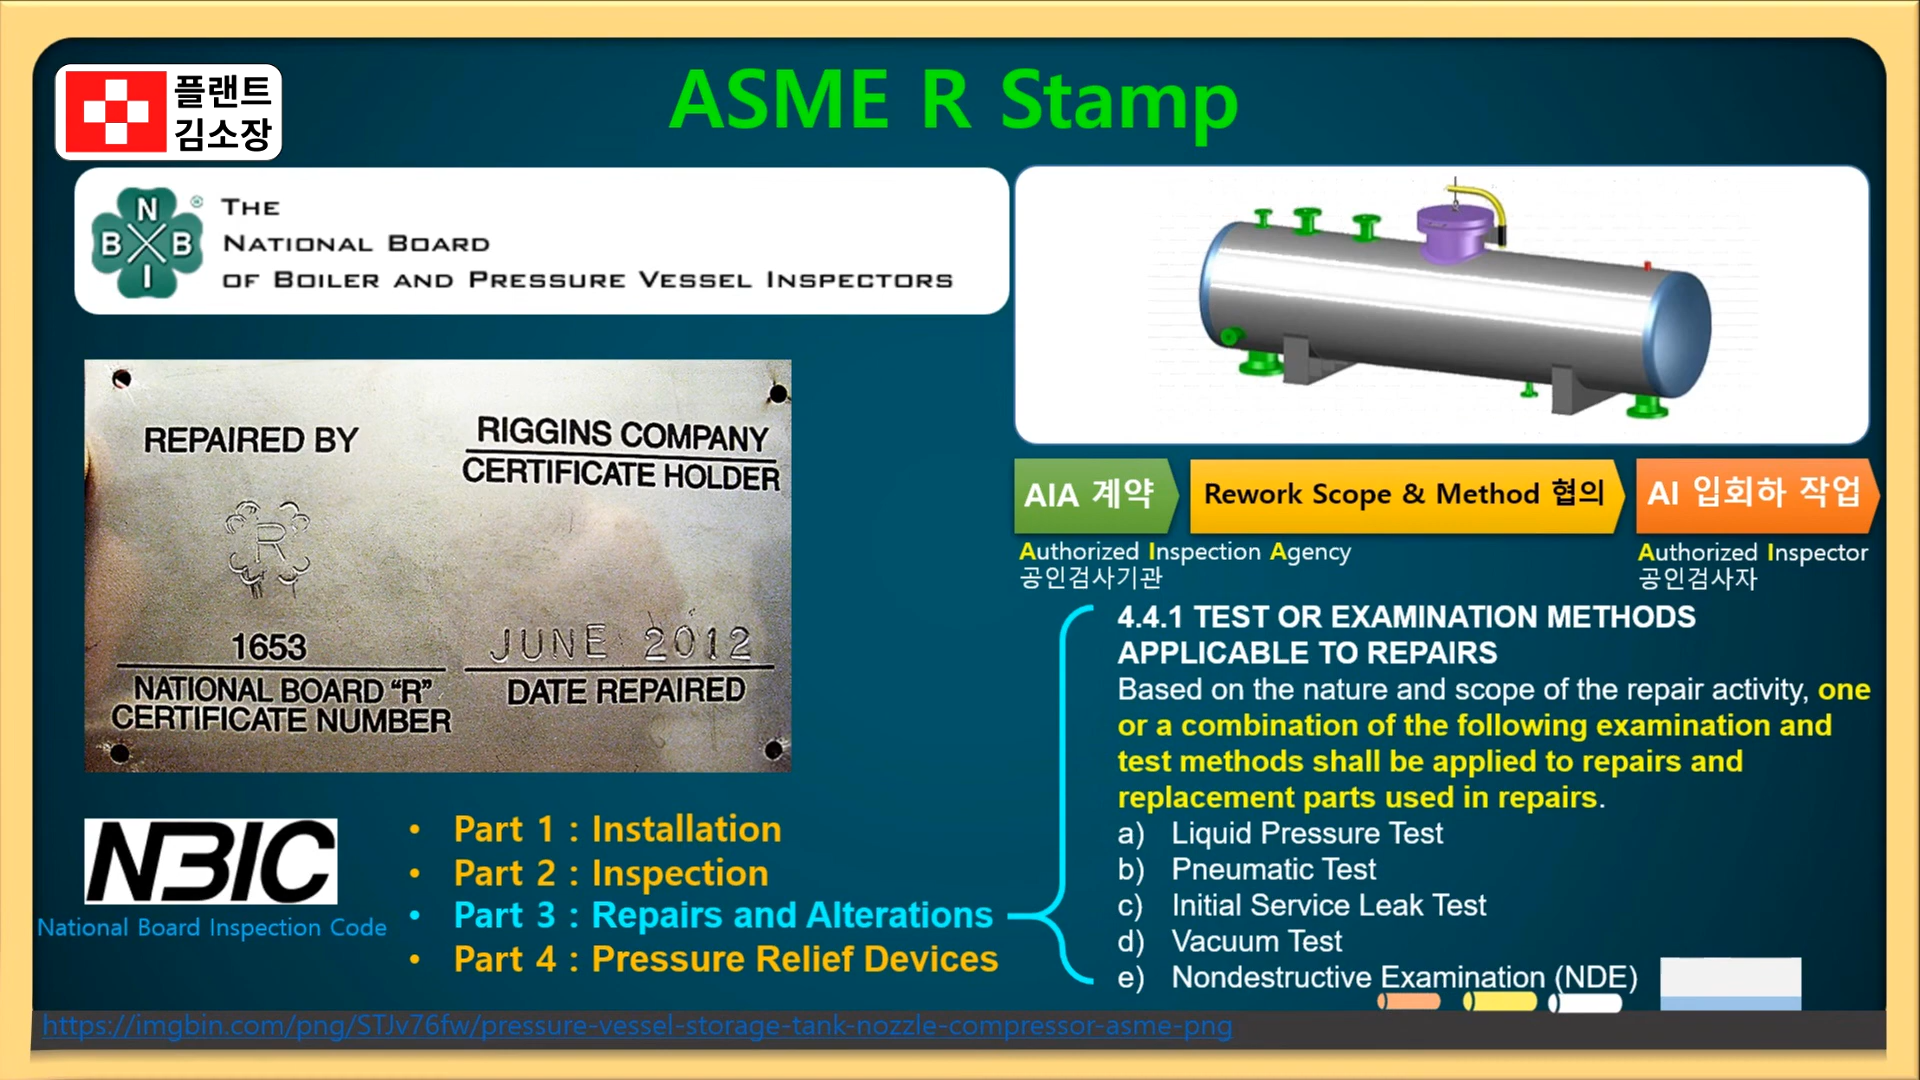 플랜트
김소장
ASME R Stamp
N
B B
I
®
THE
NATIONAL BOARD
OF BOILER AND PRESSURE VESSEL INSPECTORS
REPAIRED BY
RIGGINS COMPANY
CERTIFICATE HOLDER
R
1653
NATIONAL BOARD “R”
CERTIFICATE NUMBER
JUNE 2012
DATE REPAIRED
AIA 계약
Rework Scope & Method 협의
AI 입회하 작업
Authorized Inspection Agency
공인검사기관
Authorized Inspector
공인검사자
4.4.1 TEST OR EXAMINATION METHODS
APPLICABLE TO REPAIRS
Based on the nature and scope of the repair activity, one
or a combination of the following examination and
test methods shall be applied to repairs and
replacement parts used in repairs.
a) Liquid Pressure Test
b) Pneumatic Test
c) Initial Service Leak Test
d) Vacuum Test
e) Nondestructive Examination (NDE)
NBIC
National Board Inspection Code
• Part 1 : Installation
• Part 2 : Inspection
• Part 3 : Repairs and Alterations
• Part 4 : Pressure Relief Devices
https://imgbin.com/png/STJv76fw/pressure-vessel-storage-tank-nozzle-compressor-asme-png